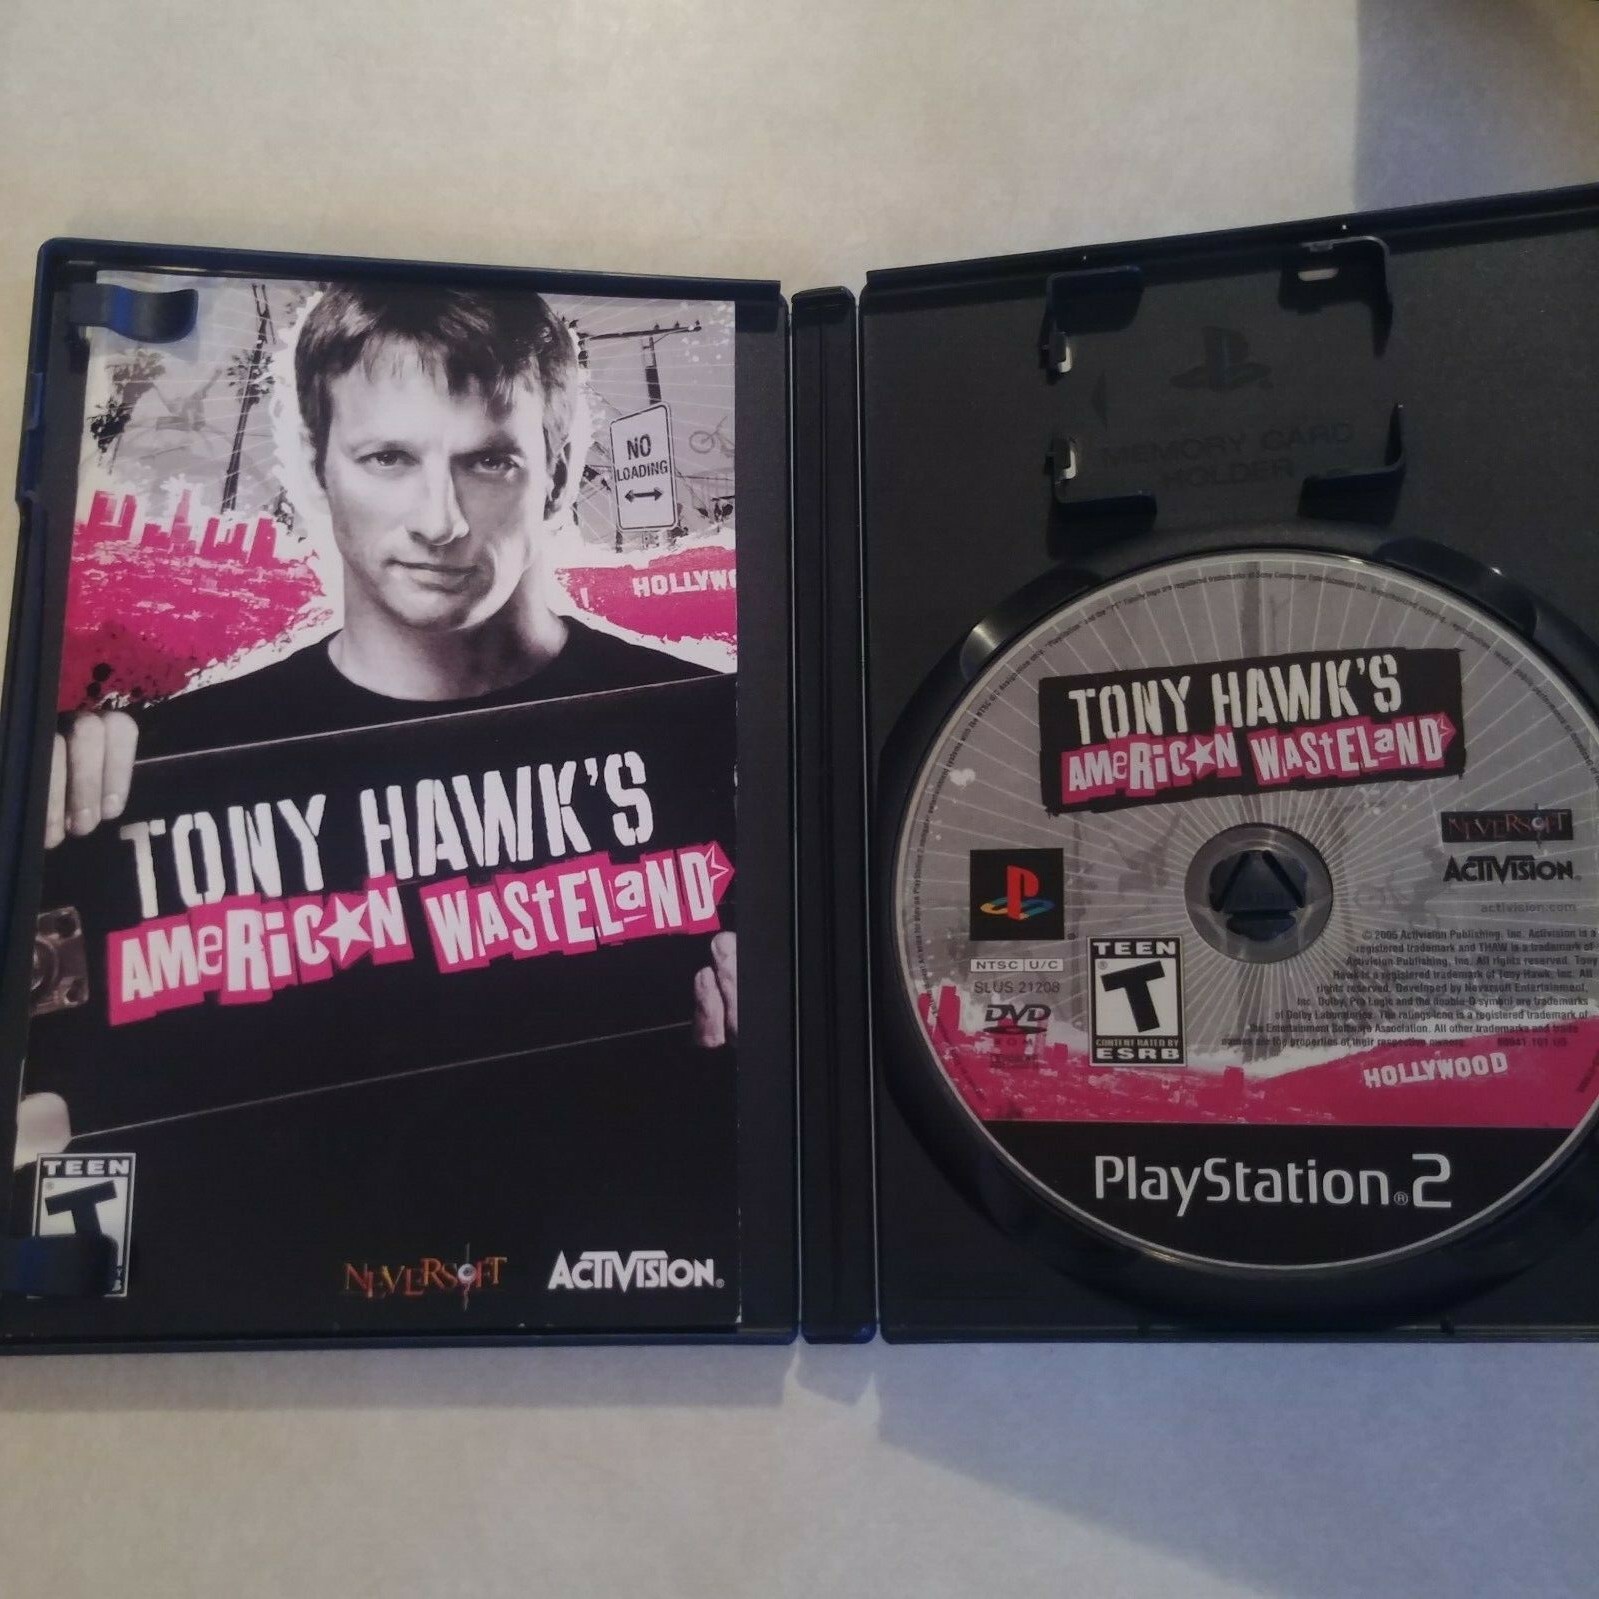 NO
LOADING
HOLLYW
TONY HAWK'S
AMERICAN WASTELAND
TEEN
T
NEVERSOFT
ACTIVISION®
MEMORY CARD
HOLDER
TONY HAWK'S
AMERICAN WASTELAND
NEVERSOFT
ACTIVISION®
activision.com
NTSC U/C
SLUS 21208
DVD
ROM
TEEN
T
CONTENT RATED BY
ESRB
© 2005 Activision Publishing, Inc. Activision is a
registered trademark and THAW is a trademark of
Activision Publishing, Inc. All rights reserved. Tony
Hawk is a registered trademark of Tony Hawk, Inc. All
rights reserved. Developed by Neversoft Entertainment,
Inc. Dolby, Pro Logic and the double-D symbol are trademarks
of Dolby Laboratories. The ratings icon is a registered trademark of
the Entertainment Software Association. All other trademarks and trade
names are the properties of their respective owners.
HOLLYWOOD
PlayStation®2